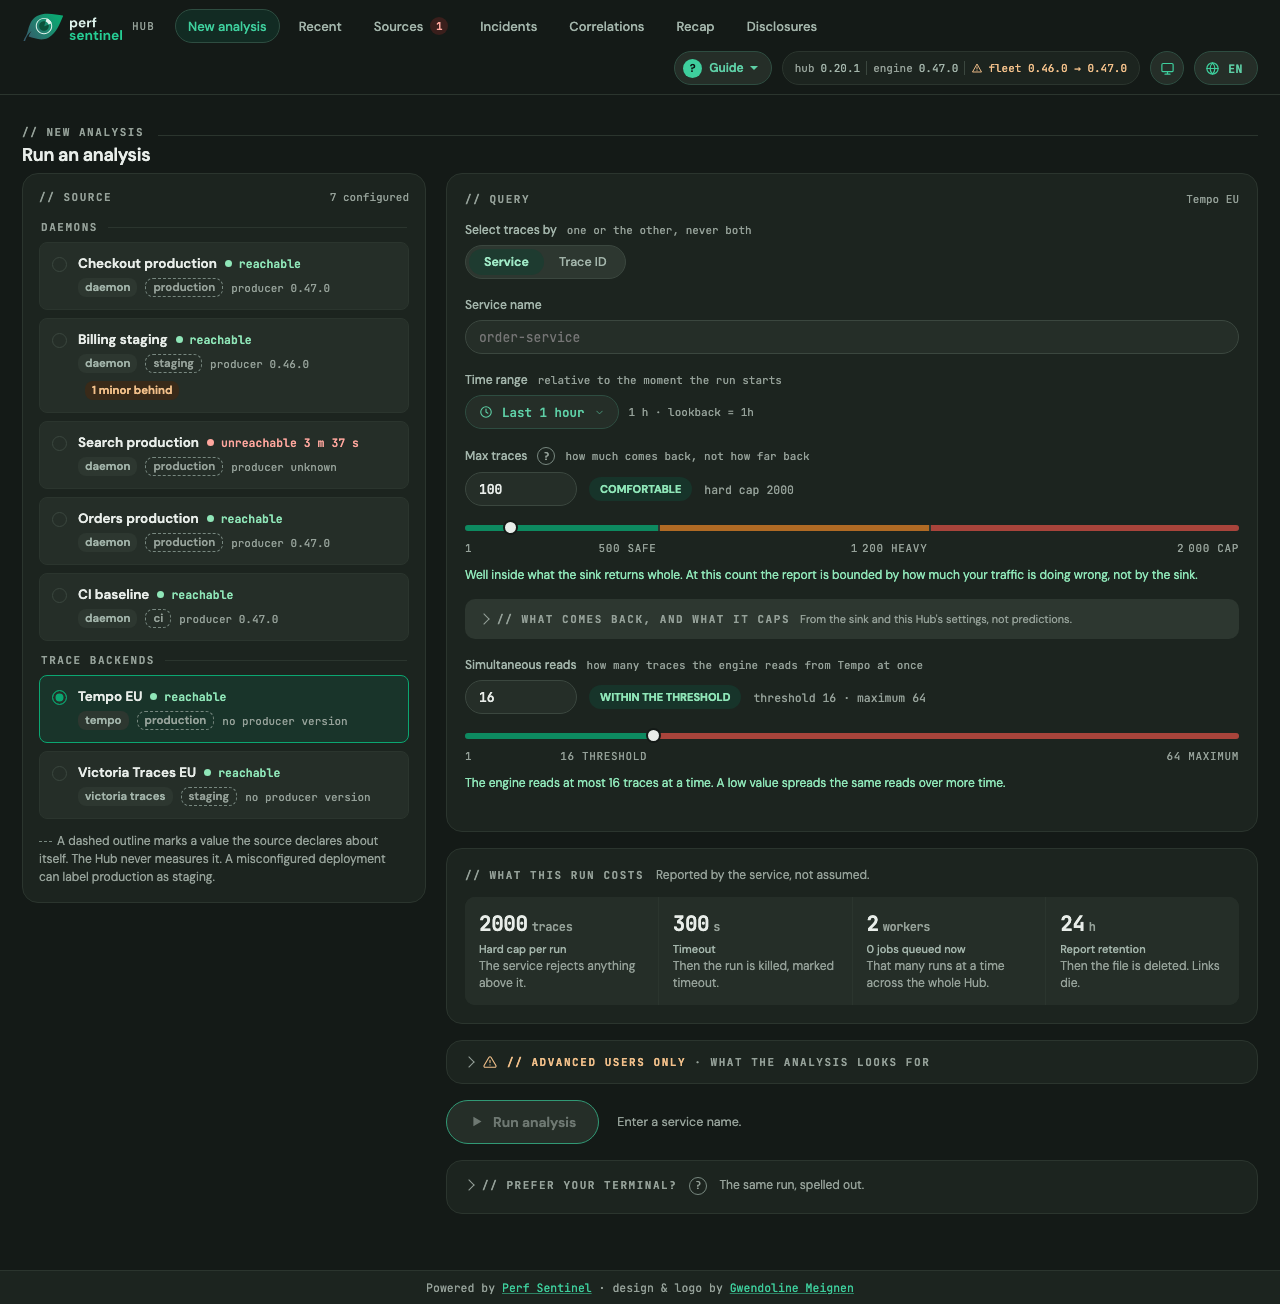 perf
sentinel
HUB
New analysis
Recent
Sources 1
Incidents
Correlations
Recap
Disclosures
? Guide
hub 0.20.1
engine 0.47.0
fleet 0.46.0 → 0.47.0
EN
// NEW ANALYSIS
Run an analysis
// SOURCE
7 configured
DAEMONS
Checkout production reachable
daemon production producer 0.47.0
Billing staging reachable
daemon staging producer 0.46.0
1 minor behind
Search production unreachable 3 m 37 s
daemon production producer unknown
Orders production reachable
daemon production producer 0.47.0
CI baseline reachable
daemon ci producer 0.47.0
TRACE BACKENDS
Tempo EU reachable
tempo production no producer version
Victoria Traces EU reachable
victoria traces staging no producer version
--- A dashed outline marks a value the source declares about
itself. The Hub never measures it. A misconfigured deployment
can label production as staging.
// QUERY
Tempo EU
Select traces by one or the other, never both
Service Trace ID
Service name
order-service
Time range relative to the moment the run starts
Last 1 hour 1 h · lookback = 1h
Max traces ? how much comes back, not how far back
100 COMFORTABLE hard cap 2000
1 500 SAFE 1 200 HEAVY 2 000 CAP
Well inside what the sink returns whole. At this count the report is bounded by how much your traffic is doing wrong, not by the sink.
// WHAT COMES BACK, AND WHAT IT CAPS From the sink and this Hub's settings, not predictions.
Simultaneous reads how many traces the engine reads from Tempo at once
16 WITHIN THE THRESHOLD threshold 16 · maximum 64
1 16 THRESHOLD 64 MAXIMUM
The engine reads at most 16 traces at a time. A low value spreads the same reads over more time.
// WHAT THIS RUN COSTS Reported by the service, not assumed.
2000 traces
Hard cap per run
The service rejects anything
above it.
300 s
Timeout
Then the run is killed, marked
timeout.
2 workers
0 jobs queued now
That many runs at a time
across the whole Hub.
24 h
Report retention
Then the file is deleted. Links
die.
// ADVANCED USERS ONLY · WHAT THE ANALYSIS LOOKS FOR
Run analysis Enter a service name.
// PREFER YOUR TERMINAL? ? The same run, spelled out.
Powered by Perf Sentinel · design & logo by Gwendoline Meignen